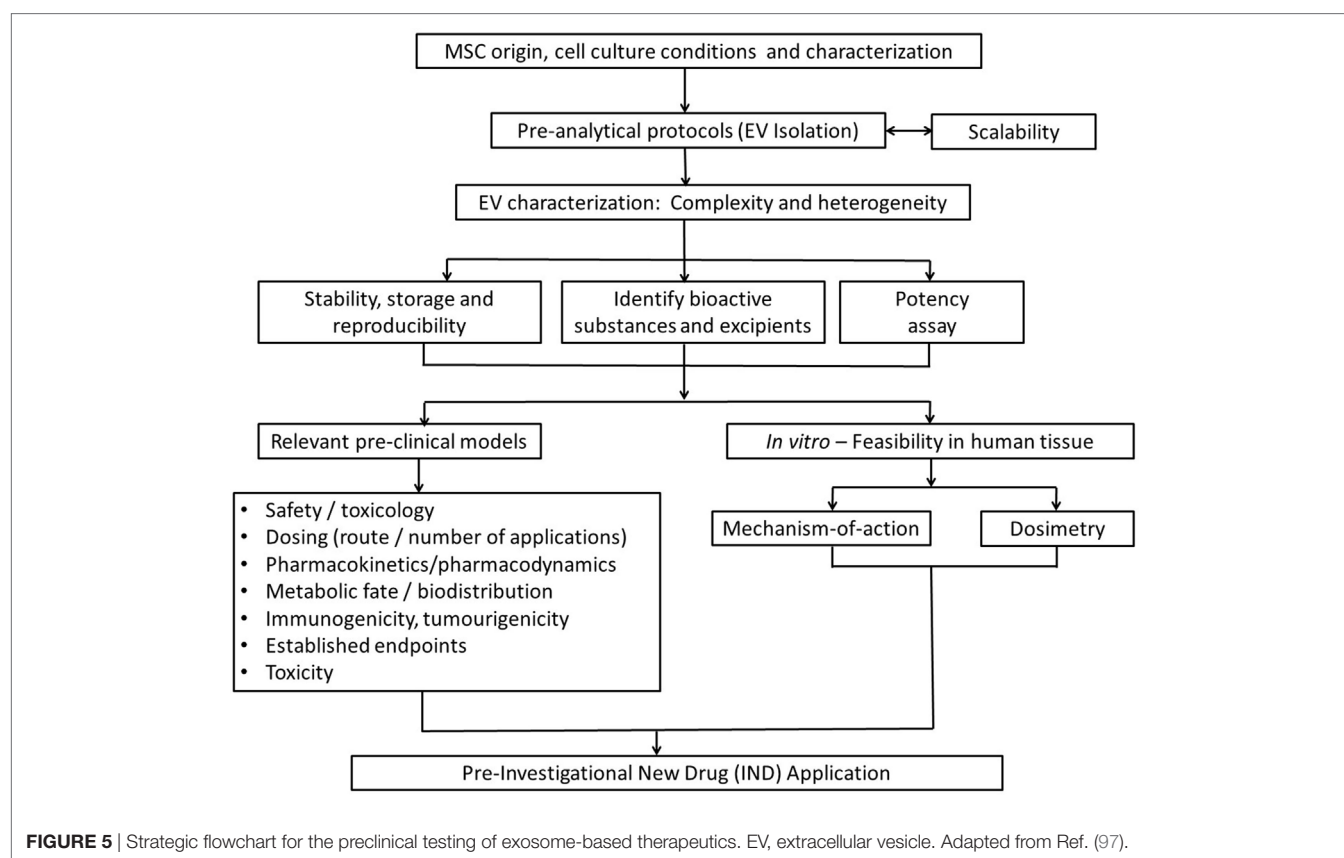 MSC origin, cell culture conditions and characterization
Pre-analytical protocols (EV Isolation)
Scalability
EV characterization: Complexity and heterogeneity
Stability, storage and
reproducibility
Identify bioactive
substances and excipients
Potency
assay
Relevant pre-clinical models
In vitro – Feasibility in human tissue
• Safety / toxicology
• Dosing (route / number of applications)
• Pharmacokinetics/pharmacodynamics
• Metabolic fate / biodistribution
• Immunogenicity, tumourigenicity
• Established endpoints
• Toxicity
Mechanism-of-action
Dosimetry
Pre-Investigational New Drug (IND) Application
FIGURE 5 | Strategic flowchart for the preclinical testing of exosome-based therapeutics. EV, extracellular vesicle. Adapted from Ref. (97).